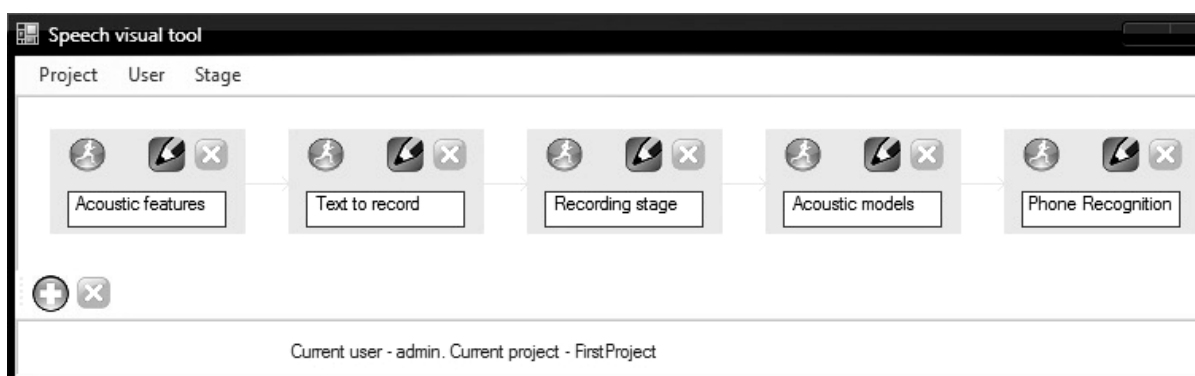 Speech visual tool
Project User Stage
Acoustic features Text to record Recording stage Acoustic models Phone Recognition
Current user - admin. Current project - FirstProject